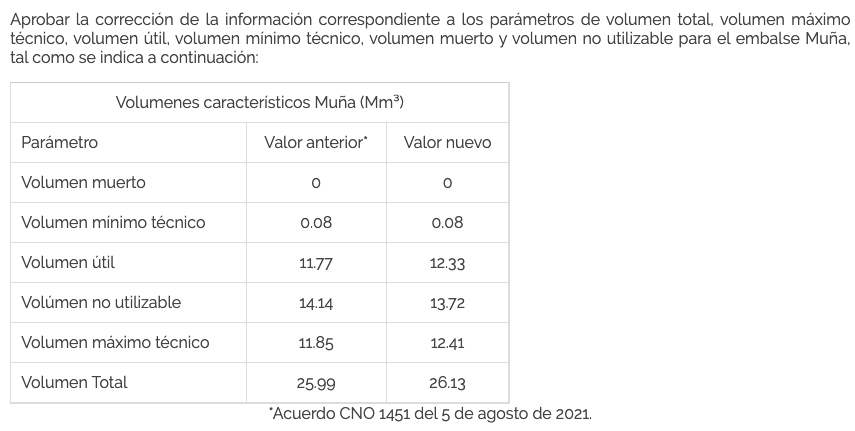 Aprobar la corrección de la información correspondiente a los parámetros de volumen total, volumen máximo
técnico, volumen útil, volumen mínimo técnico, volumen muerto y volumen no utilizable para el embalse Muña,
tal como se indica a continuación:
Volumenes característicos Muña (Mm³)
Parámetro Valor anterior* Valor nuevo
Volumen muerto 0 0
Volumen mínimo técnico 0.08 0.08
Volumen útil 11.77 12.33
Volúmen no utilizable 14.14 13.72
Volumen máximo técnico 11.85 12.41
Volumen Total 25.99 26.13
*Acuerdo CNO 1451 del 5 de agosto de 2021.